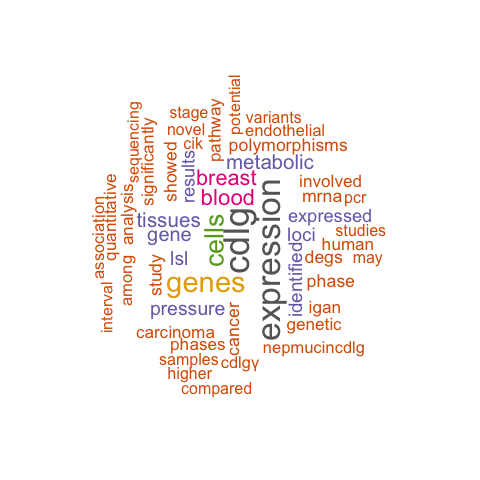 stage
potential
variants
sequencing
novel
pathway
endothelial
significantly
cik
polymorphisms
showed
results
metabolic
breast
involved
quantitative
association
analysis
tissues
blood
mrna
pcr
cells
cdlg
expression
expressed
gene
loci
studies
identified
human
among
study
lsl
degs
may
genes
phase
interval
pressure
igan
cancer
genetic
carcinoma
phases
nepmucincdlg
samples
cdlgγ
higher
compared